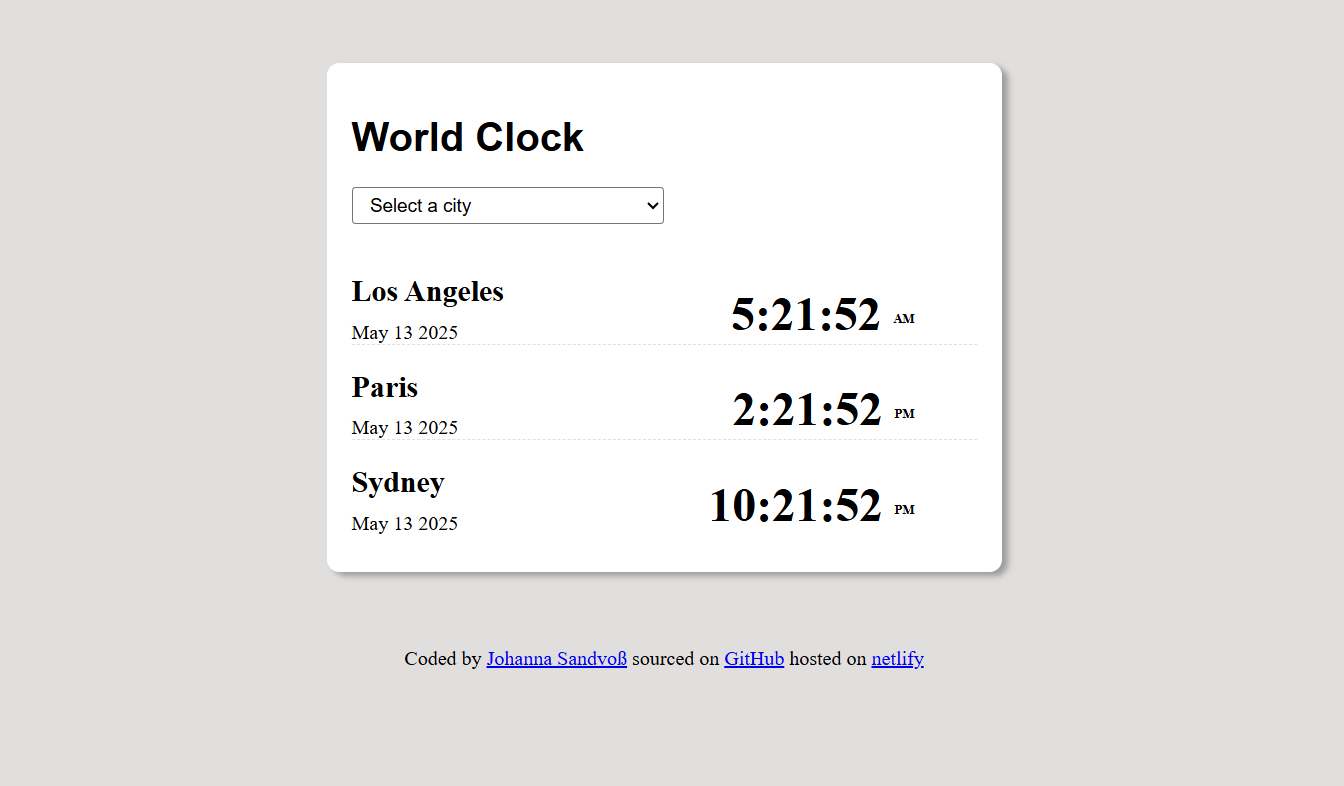 World Clock
Select a city
Los Angeles
May 13 2025
5:21:52 AM
Paris
May 13 2025
2:21:52 PM
Sydney
May 13 2025
10:21:52 PM
Coded by Johanna Sandvoß sourced on GitHub hosted on netlify